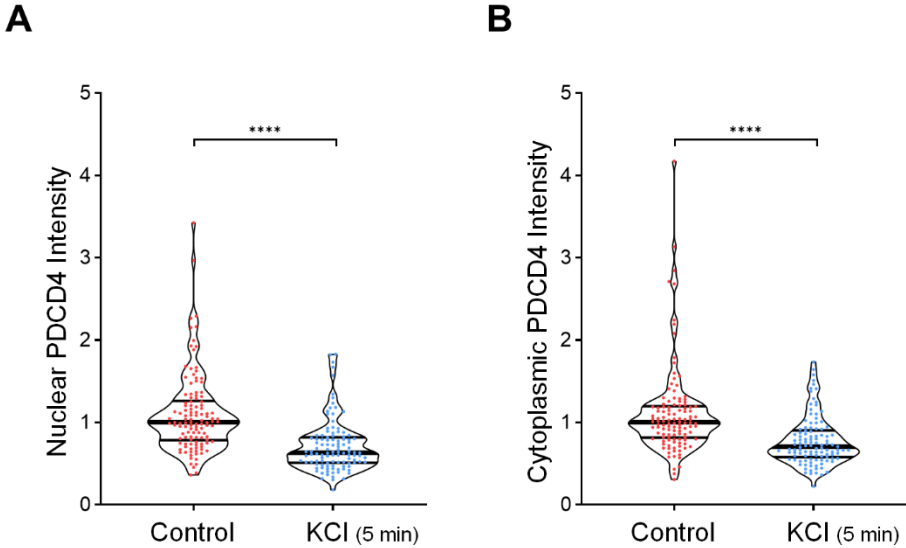 A
Nuclear PDCD4 Intensity
5
4
3
2
1
0
****
Control
KCl (5 min)
B
Cytoplasmic PDCD4 Intensity
5
4
3
2
1
0
****
Control
KCl (5 min)